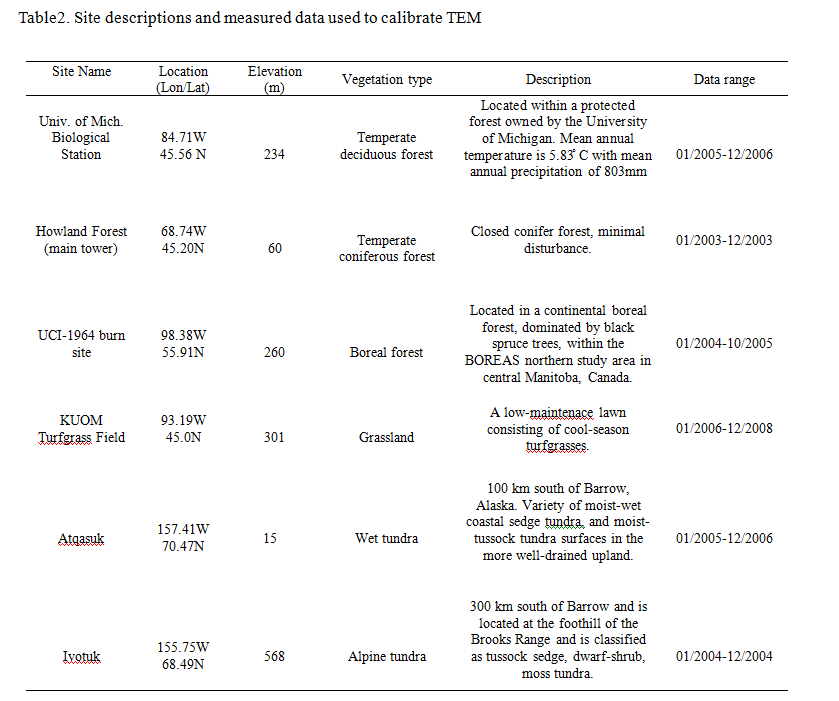 Table2. Site descriptions and measured data used to calibrate TEM
Site Name
Location
(Lon/Lat)
Elevation
(m)
Vegetation type
Description
Data range
Univ. of Mich.
Biological
Station
84.71W
45.56 N
234
Temperate
deciduous forest
Located within a protected
forest owned by the University
of Michigan. Mean annual
temperature is 5.83° C with mean
annual precipitation of 803mm
01/2005-12/2006
Howland Forest
(main tower)
68.74W
45.20N
60
Temperate
coniferous forest
Closed conifer forest, minimal
disturbance.
01/2003-12/2003
UCI-1964 burn
site
98.38W
55.91N
260
Boreal forest
Located in a continental boreal
forest, dominated by black
spruce trees, within the
BOREAS northern study area in
central Manitoba, Canada.
01/2004-10/2005
KUOM
Turfgrass Field
93.19W
45.0N
301
Grassland
A low-maintenace lawn
consisting of cool-season
turfgrasses.
01/2006-12/2008
Atqasuk
157.41W
70.47N
15
Wet tundra
100 km south of Barrow,
Alaska. Variety of moist-wet
coastal sedge tundra, and moist-
tussock tundra surfaces in the
more well-drained upland.
01/2005-12/2006
Ivotuk
155.75W
68.49N
568
Alpine tundra
300 km south of Barrow and is
located at the foothill of the
Brooks Range and is classified
as tussock sedge, dwarf-shrub,
moss tundra.
01/2004-12/2004